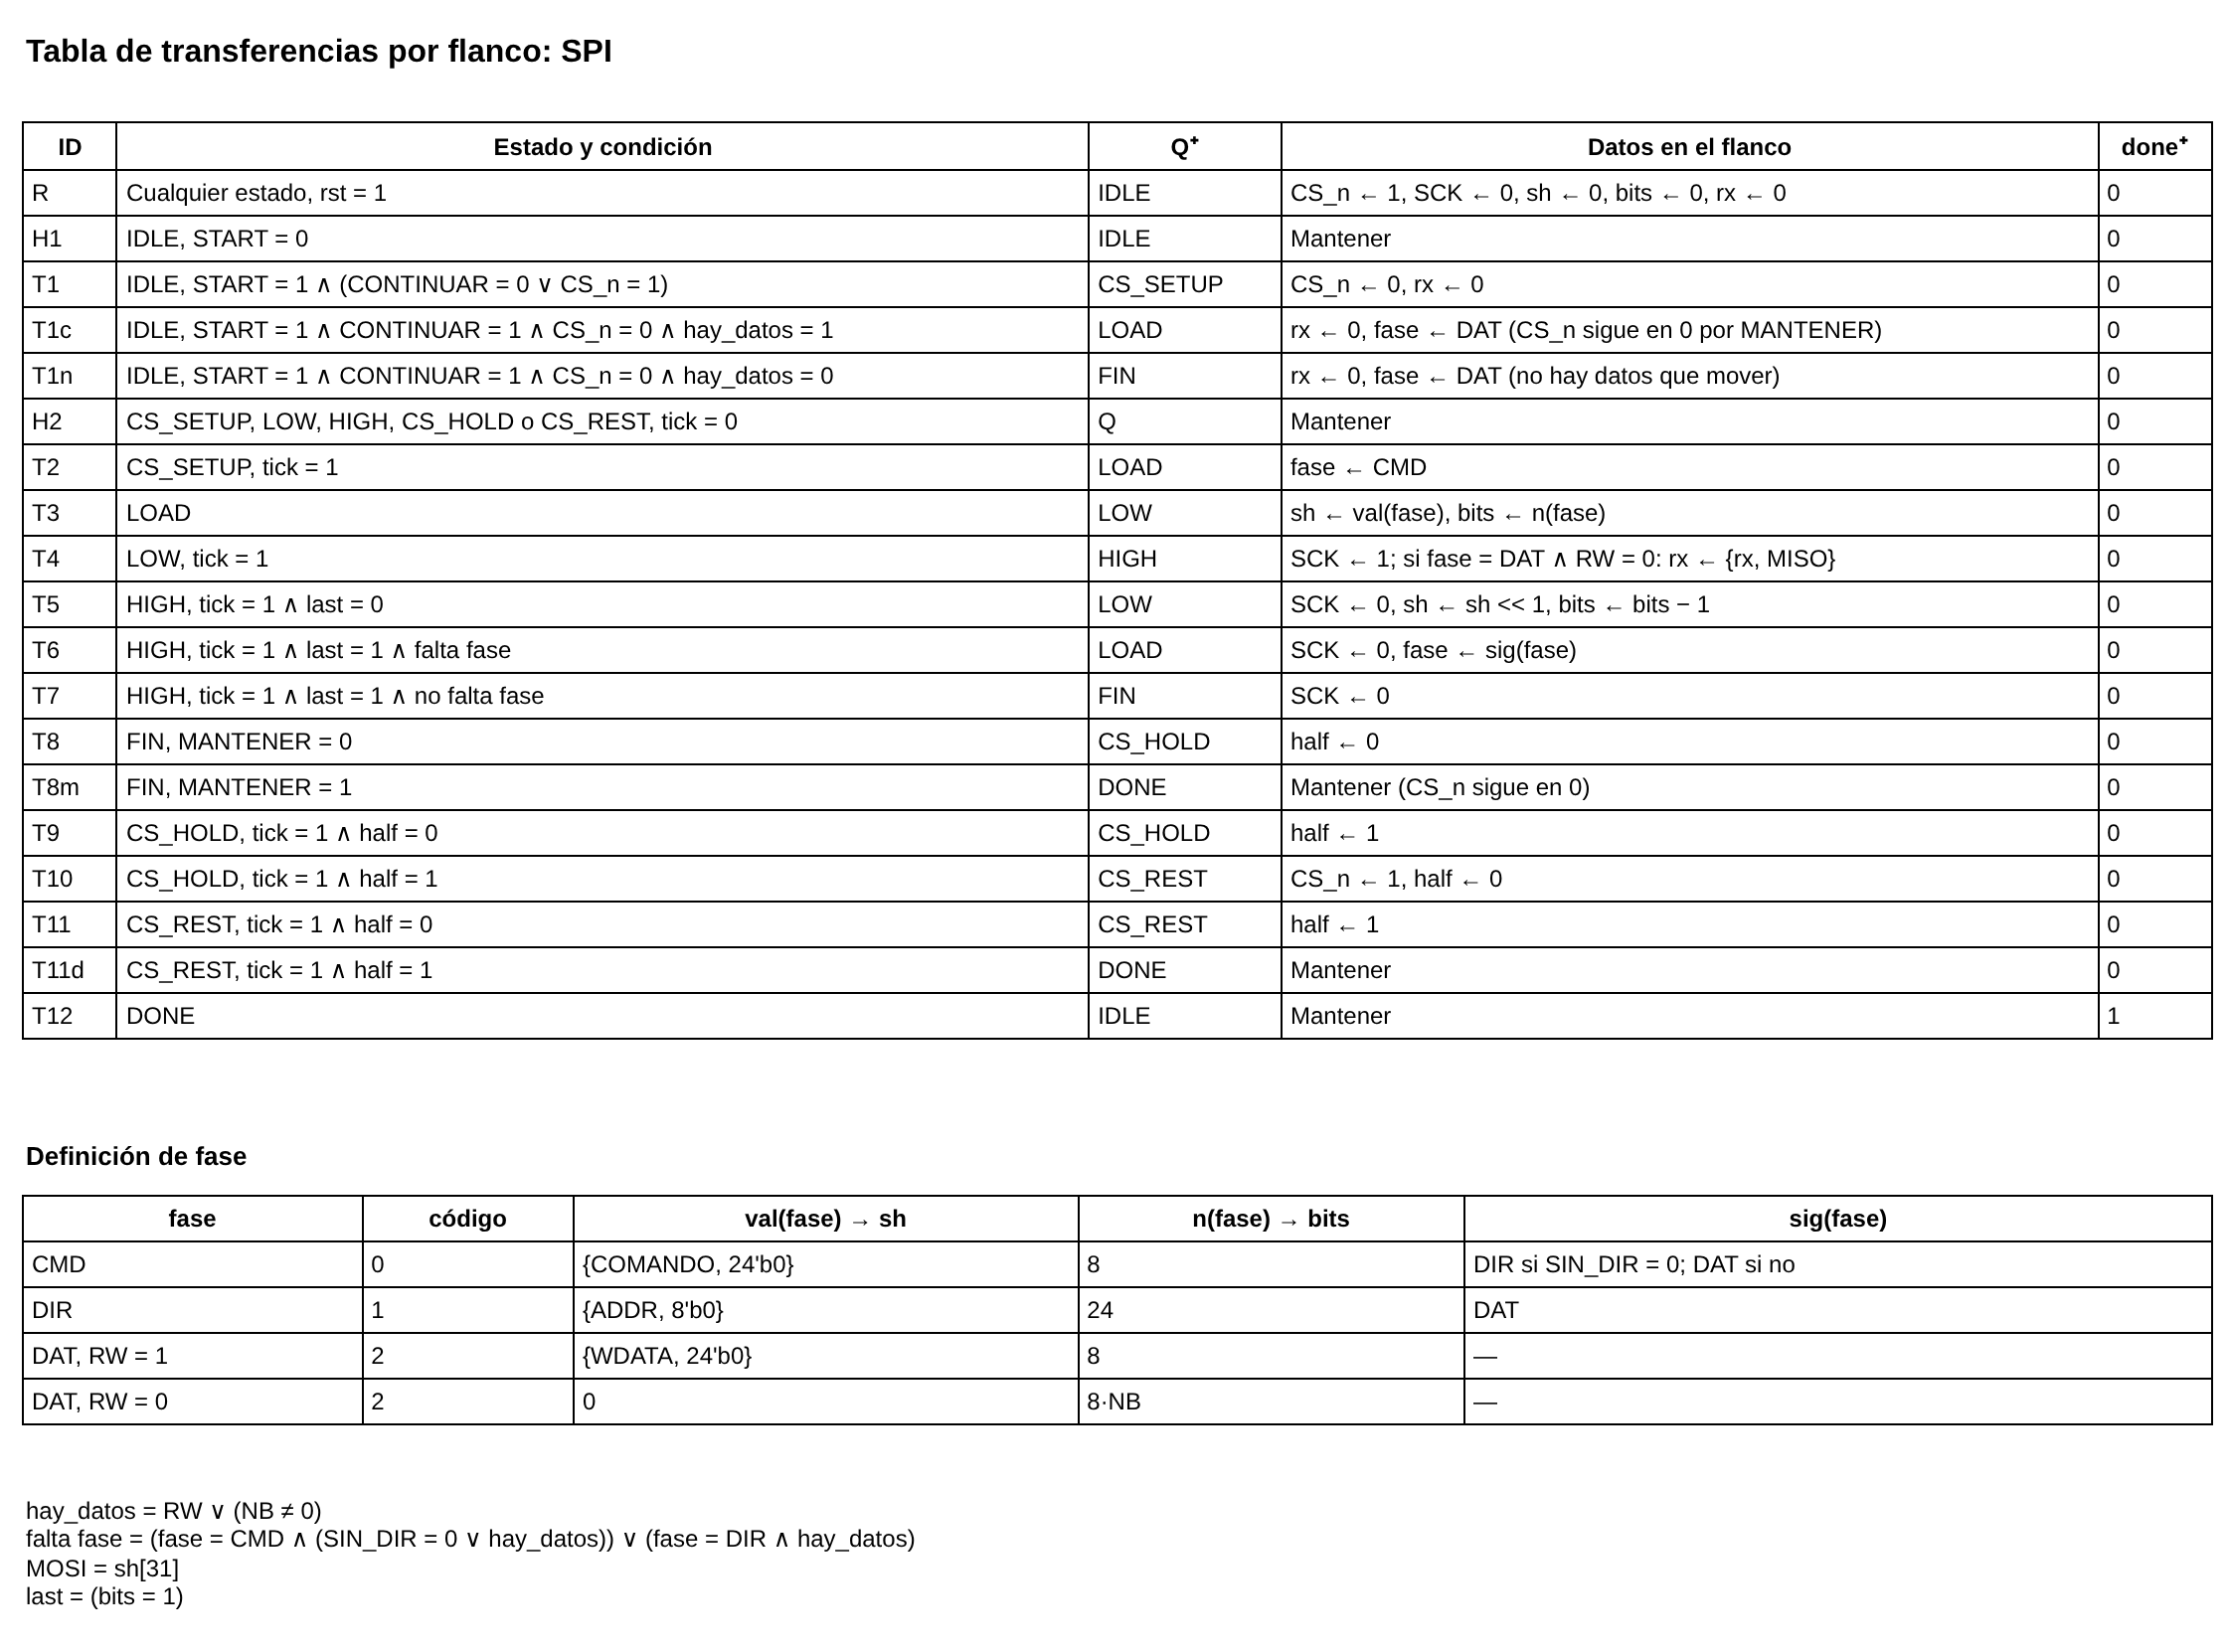 Tabla de transferencias por flanco: SPI
ID Estado y condición Q⁺ Datos en el flanco done⁺
R Cualquier estado, rst = 1 IDLE CS_n ← 1, SCK ← 0, sh ← 0, bits ← 0, rx ← 0 0
H1 IDLE, START = 0 IDLE Mantener 0
T1 IDLE, START = 1 ∧ (CONTINUAR = 0 ∨ CS_n = 1) CS_SETUP CS_n ← 0, rx ← 0 0
T1c IDLE, START = 1 ∧ CONTINUAR = 1 ∧ CS_n = 0 ∧ hay_datos = 1 LOAD rx ← 0, fase ← DAT (CS_n sigue en 0 por MANTENER) 0
T1n IDLE, START = 1 ∧ CONTINUAR = 1 ∧ CS_n = 0 ∧ hay_datos = 0 FIN rx ← 0, fase ← DAT (no hay datos que mover) 0
H2 CS_SETUP, LOW, HIGH, CS_HOLD o CS_REST, tick = 0 Q Mantener 0
T2 CS_SETUP, tick = 1 LOAD fase ← CMD 0
T3 LOAD LOW sh ← val(fase), bits ← n(fase) 0
T4 LOW, tick = 1 HIGH SCK ← 1; si fase = DAT ∧ RW = 0: rx ← {rx, MISO} 0
T5 HIGH, tick = 1 ∧ last = 0 LOW SCK ← 0, sh ← sh << 1, bits ← bits − 1 0
T6 HIGH, tick = 1 ∧ last = 1 ∧ falta fase LOAD SCK ← 0, fase ← sig(fase) 0
T7 HIGH, tick = 1 ∧ last = 1 ∧ no falta fase FIN SCK ← 0 0
T8 FIN, MANTENER = 0 CS_HOLD half ← 0 0
T8m FIN, MANTENER = 1 DONE Mantener (CS_n sigue en 0) 0
T9 CS_HOLD, tick = 1 ∧ half = 0 CS_HOLD half ← 1 0
T10 CS_HOLD, tick = 1 ∧ half = 1 CS_REST CS_n ← 1, half ← 0 0
T11 CS_REST, tick = 1 ∧ half = 0 CS_REST half ← 1 0
T11d CS_REST, tick = 1 ∧ half = 1 DONE Mantener 0
T12 DONE IDLE Mantener 1
Definición de fase
fase código val(fase) → sh n(fase) → bits sig(fase)
CMD 0 {COMANDO, 24'b0} 8 DIR si SIN_DIR = 0; DAT si no
DIR 1 {ADDR, 8'b0} 24 DAT
DAT, RW = 1 2 {WDATA, 24'b0} 8 —
DAT, RW = 0 2 0 8·NB —
hay_datos = RW ∨ (NB ≠ 0)
falta fase = (fase = CMD ∧ (SIN_DIR = 0 ∨ hay_datos)) ∨ (fase = DIR ∧ hay_datos)
MOSI = sh[31]
last = (bits = 1)